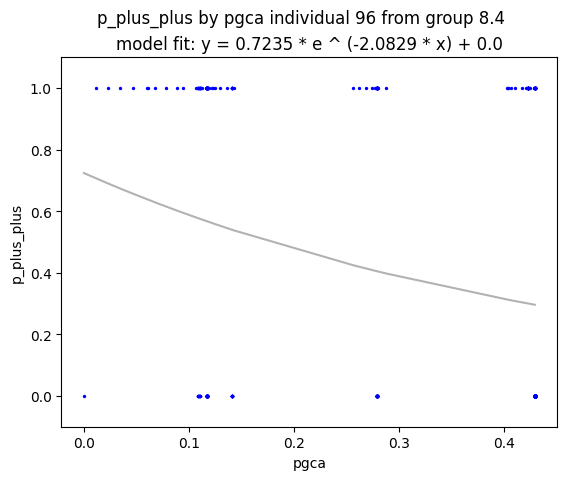 p_plus_plus by pgca individual 96 from group 8.4
model fit: y = 0.7235 * e ^ (-2.0829 * x) + 0.0
1.0
0.8
0.6
0.4
0.2
0.0
p_plus_plus
0.0 0.1 0.2 0.3 0.4
pgca